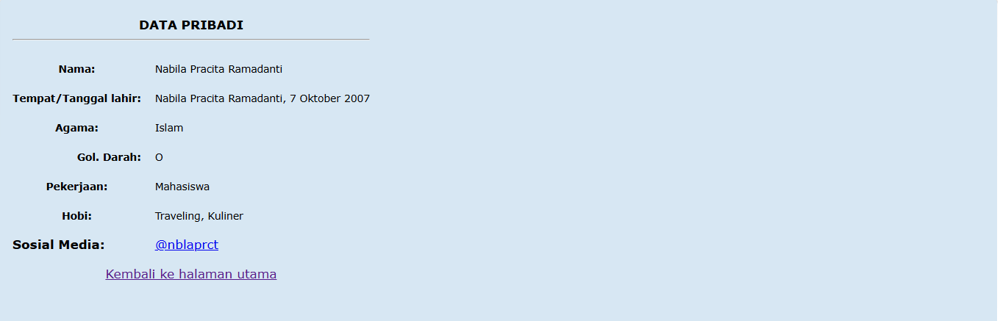 DATA PRIBADI
Nama: Nabila Pracita Ramadanti
Tempat/Tanggal lahir: Nabila Pracita Ramadanti, 7 Oktober 2007
Agama: Islam
Gol. Darah: O
Pekerjaan: Mahasiswa
Hobi: Traveling, Kuliner
Sosial Media: @nblaprct
Kembali ke halaman utama